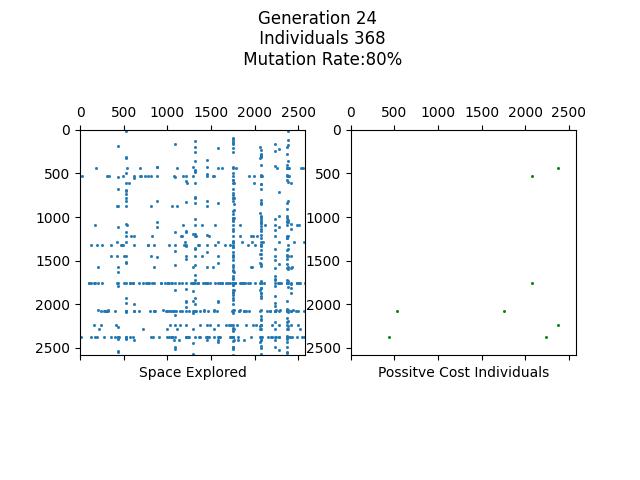 Generation 24
Individuals 368
Mutation Rate:80%
0 500 1000 1500 2000 2500
0 500 1000 1500 2000 2500
0
500
1000
1500
2000
2500
0
500
1000
1500
2000
2500
Space Explored
Possitve Cost Individuals